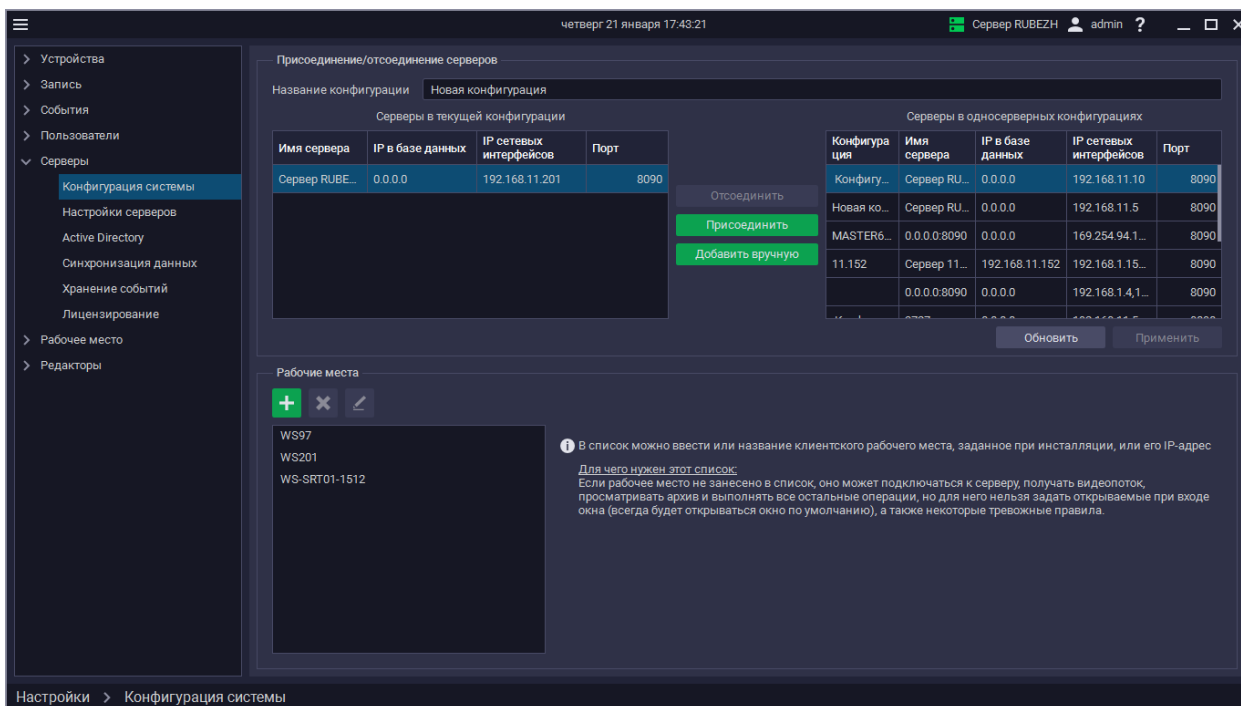 четверг 21 января 17:43:21
Сервер RUBEZH admin ?
Устройства
Запись
События
Пользователи
Серверы
Конфигурация системы
Настройки серверов
Active Directory
Синхронизация данных
Хранение событий
Лицензирование
Рабочее место
Редакторы
Присоединение/отсоединение серверов
Название конфигурации Новая конфигурация
Серверы в текущей конфигурации
Имя сервера IP в базе данных IP сетевых интерфейсов Порт
Сервер RUBE... 0.0.0.0 192.168.11.201 8090
Отсоединить
Присоединить
Добавить вручную
Серверы в односерверных конфигурациях
Конфигура
ция Имя
сервера IP в базе
данных IP сетевых
интерфейсов Порт
Конфигу... Сервер RU... 0.0.0.0 192.168.11.10 8090
Новая ко... Сервер RU... 0.0.0.0 192.168.11.5 8090
MASTER6... 0.0.0.0:8090 0.0.0.0 169.254.94.1... 8090
11.152 Сервер 11... 192.168.11.152 192.168.1.15... 8090
0.0.0.0:8090 0.0.0.0 192.168.1.4,1... 8090
Обновить Применить
Рабочие места
WS97
WS201
WS-SRT01-1512
В список можно ввести или название клиентского рабочего места, заданное при инсталляции, или его IP-адрес
Для чего нужен этот список:
Если рабочее место не занесено в список, оно может подключаться к серверу, получать видеопоток,
просматривать архив и выполнять все остальные операции, но для него нельзя задать открываемые при входе
окна (всегда будет открываться окно по умолчанию), а также некоторые тревожные правила.
Настройки > Конфигурация системы